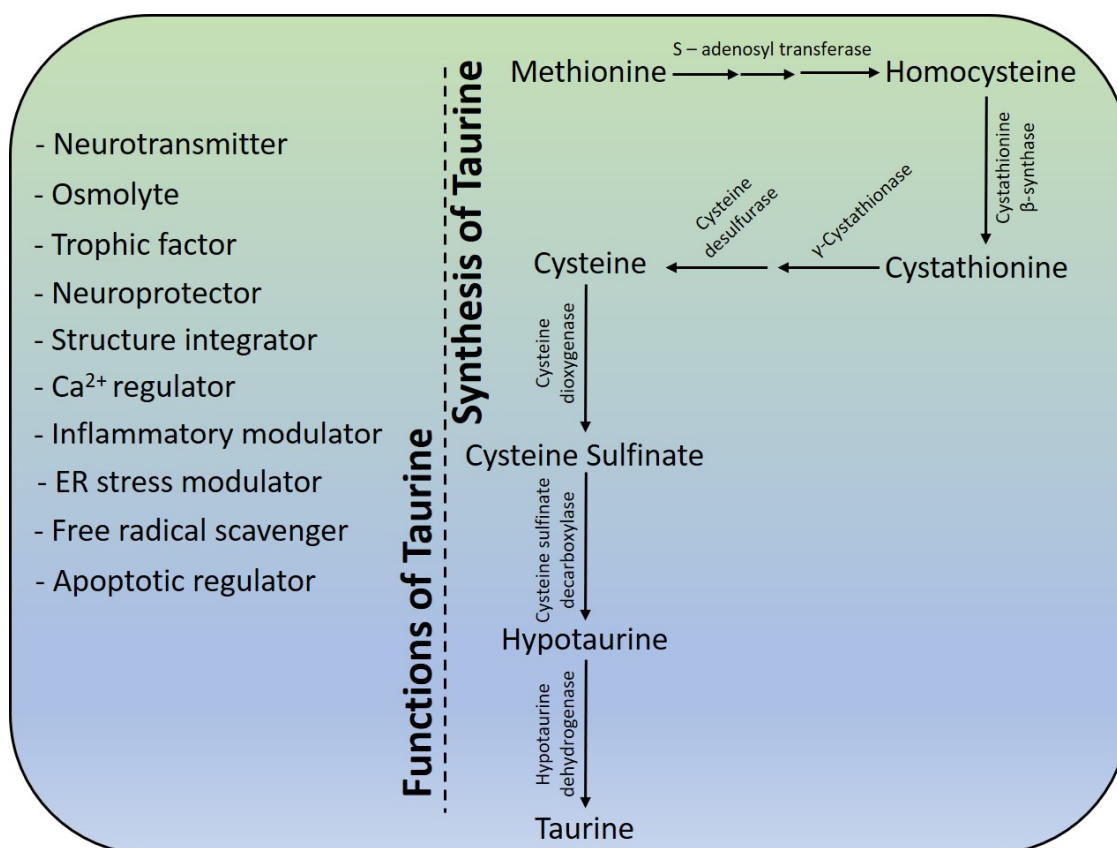 - Neurotransmitter
- Osmolyte
- Trophic factor
- Neuroprotector
- Structure integrator
- Ca²⁺ regulator
- Inflammatory modulator
- ER stress modulator
- Free radical scavenger
- Apoptotic regulator
Functions of Taurine
Synthesis of Taurine
Methionine
S – adenosyl transferase
Homocysteine
Cystathionine
β-synthase
Cystathionine
γ-Cystathionase
Cysteine
desulfurase
Cysteine
Cysteine
dioxygenase
Cysteine Sulfinate
Cysteine sulfinate
decarboxylase
Hypotaurine
Hypotaurine
dehydrogenase
Taurine